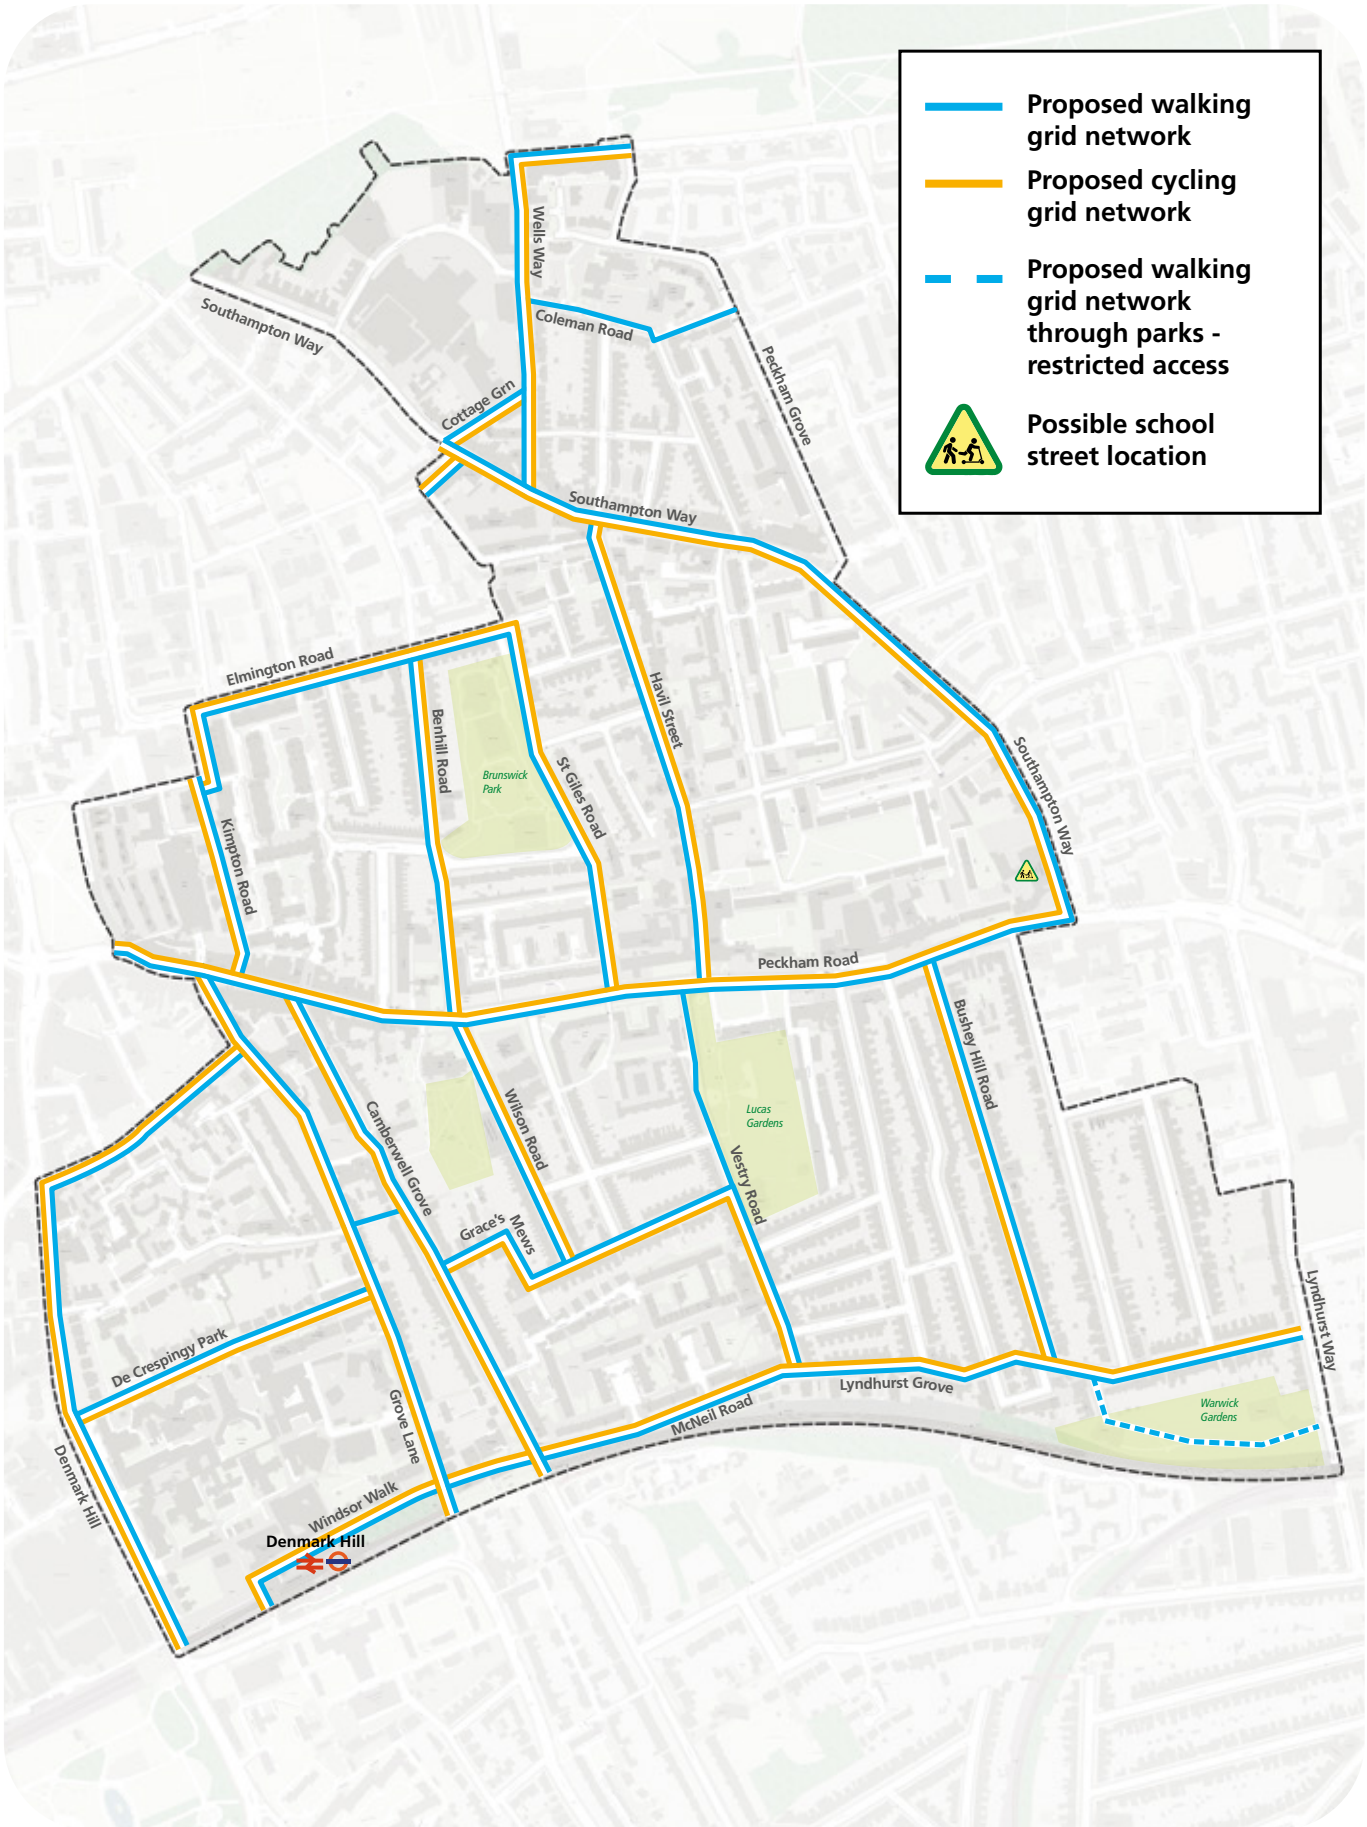 Proposed walking
grid network
Proposed cycling
grid network
Proposed walking
grid network
through parks -
restricted access
Possible school
street location
Wells Way
Southampton Way
Coleman Road
Peckham Grove
Cottage Grn
Southampton Way
Elmington Road
Benhill Road
Brunswick
Park
St Giles Road
Havil Street
Southampton Way
Kimpton Road
Peckham Road
Bushey Hill Road
Camberwell Grove
Wilson Road
Lucas
Gardens
Vestry Road
Grace's
Mews
De Crespingy Park
Grove Lane
Lyndhurst Way
Lyndhurst Grove
McNeil Road
Warwick
Gardens
Denmark Hill
Windsor Walk
Denmark Hill